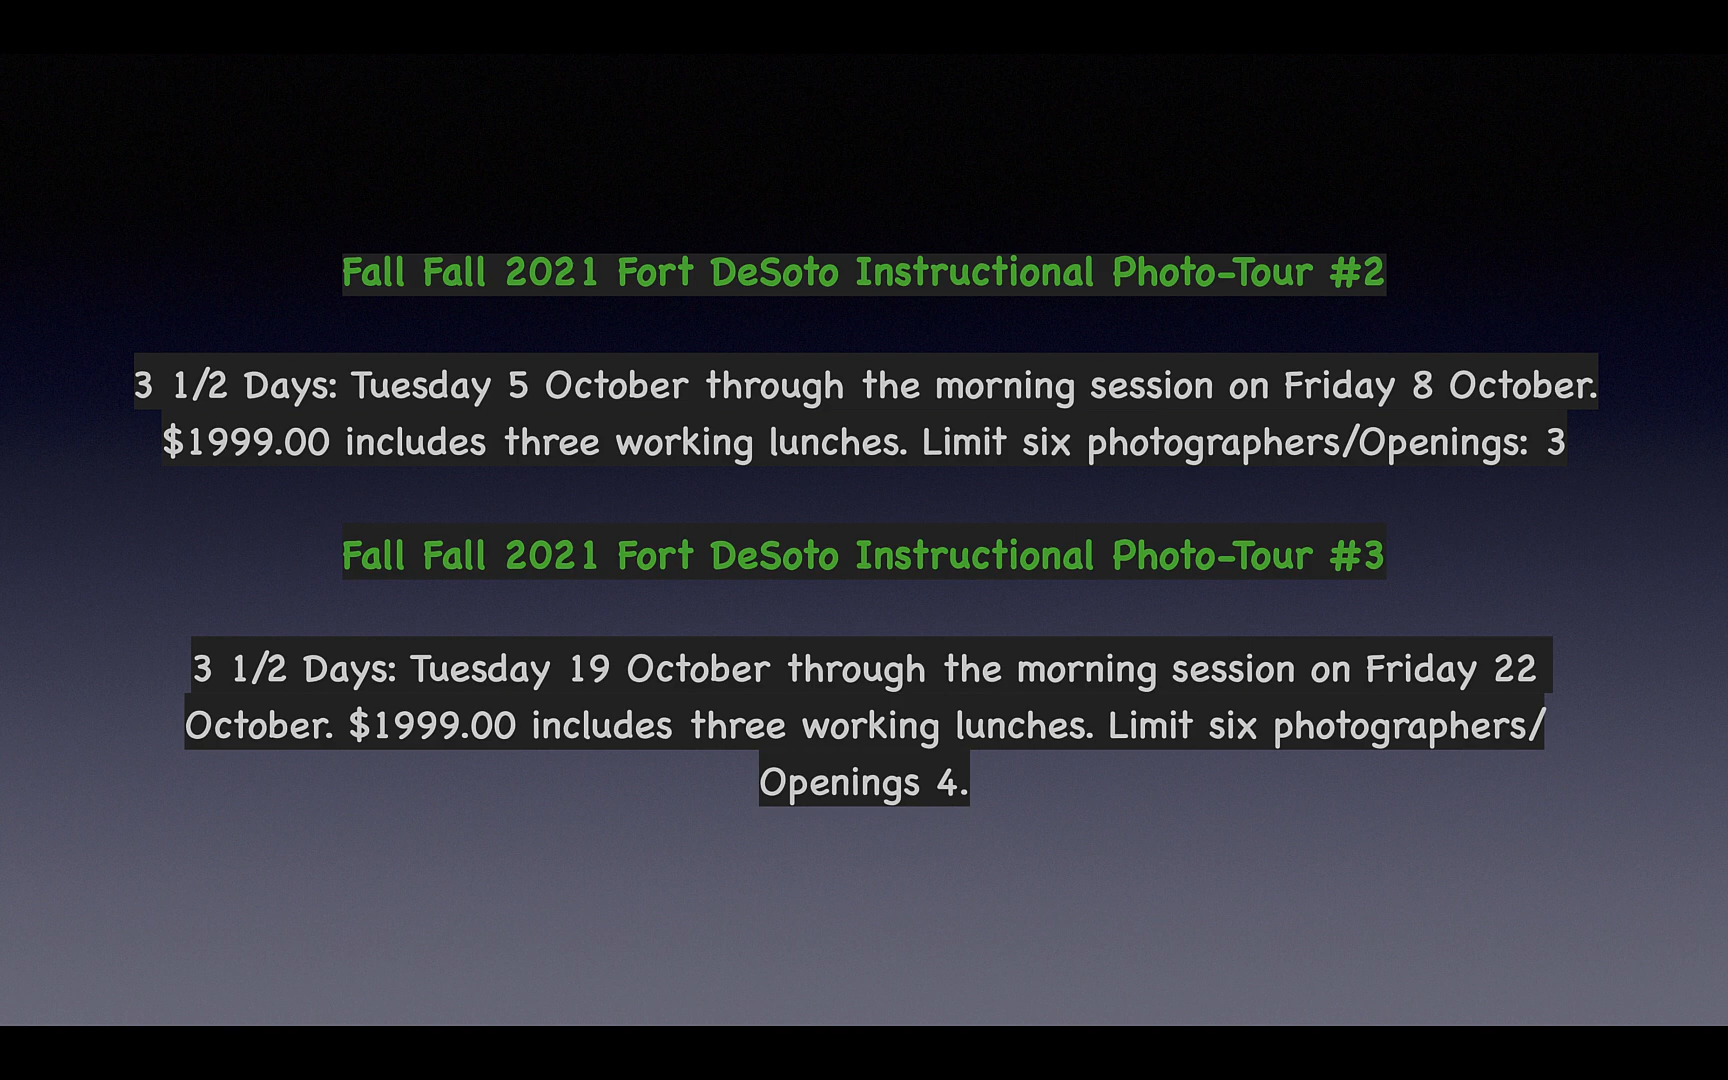 Fall Fall 2021 Fort DeSoto Instructional Photo-Tour #2
3 1/2 Days: Tuesday 5 October through the morning session on Friday 8 October.
$1999.00 includes three working lunches. Limit six photographers/Openings: 3
Fall Fall 2021 Fort DeSoto Instructional Photo-Tour #3
3 1/2 Days: Tuesday 19 October through the morning session on Friday 22
October. $1999.00 includes three working lunches. Limit six photographers/
Openings 4.